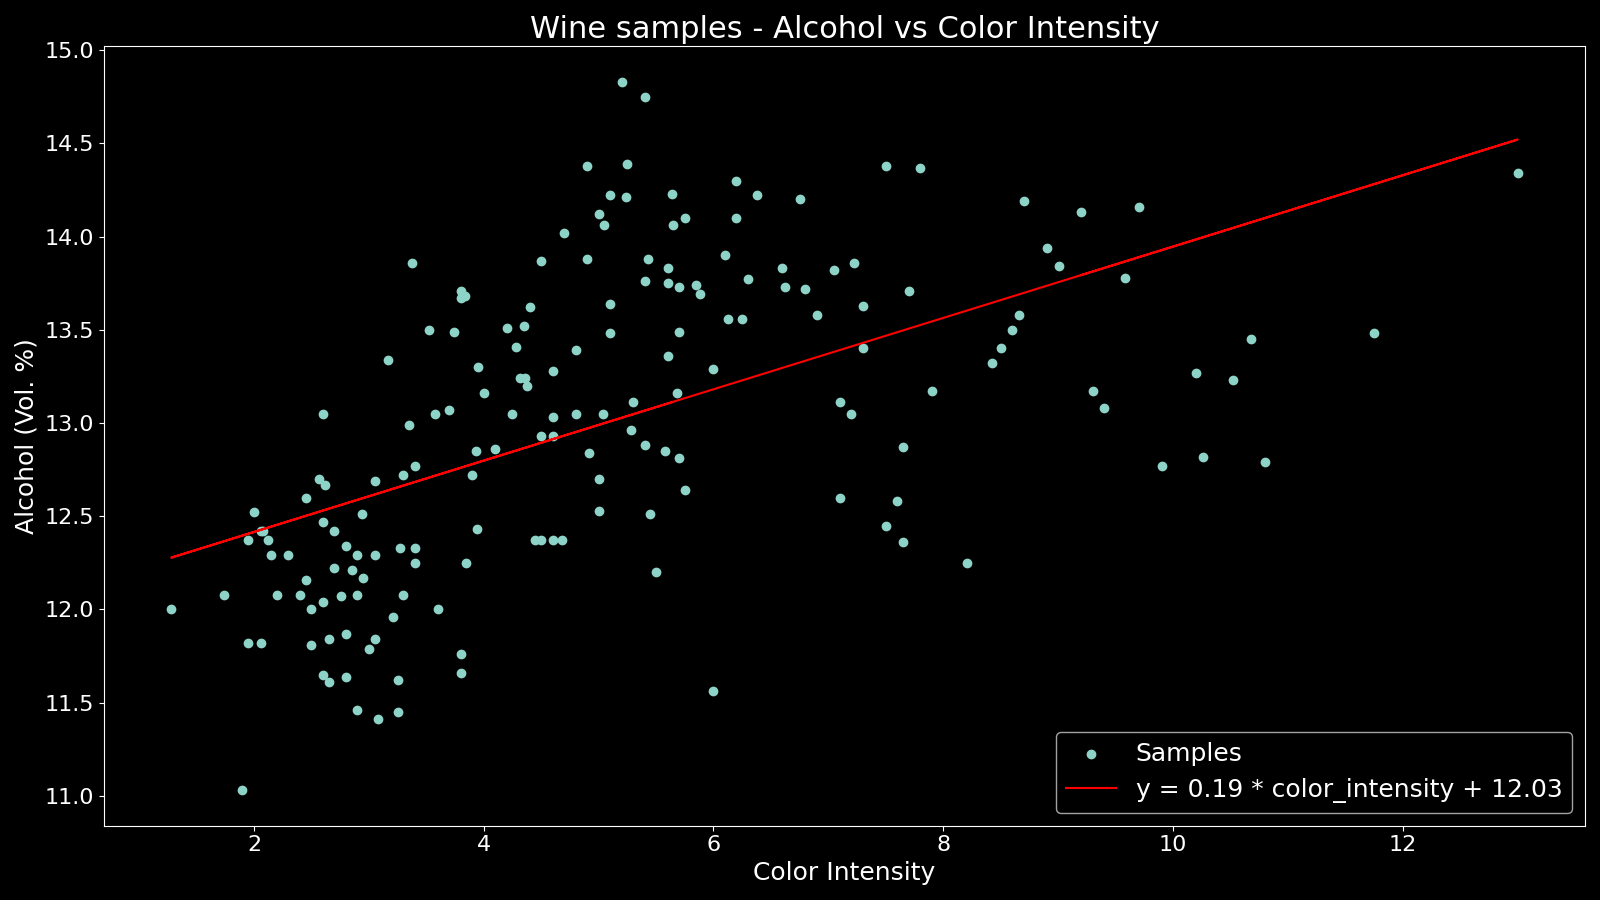 Wine samples - Alcohol vs Color Intensity
15.0
14.5
14.0
13.5
13.0
12.5
12.0
11.5
11.0
Alcohol (Vol. %)
2 4 6 8 10 12
Color Intensity
Samples
y = 0.19 * color_intensity + 12.03